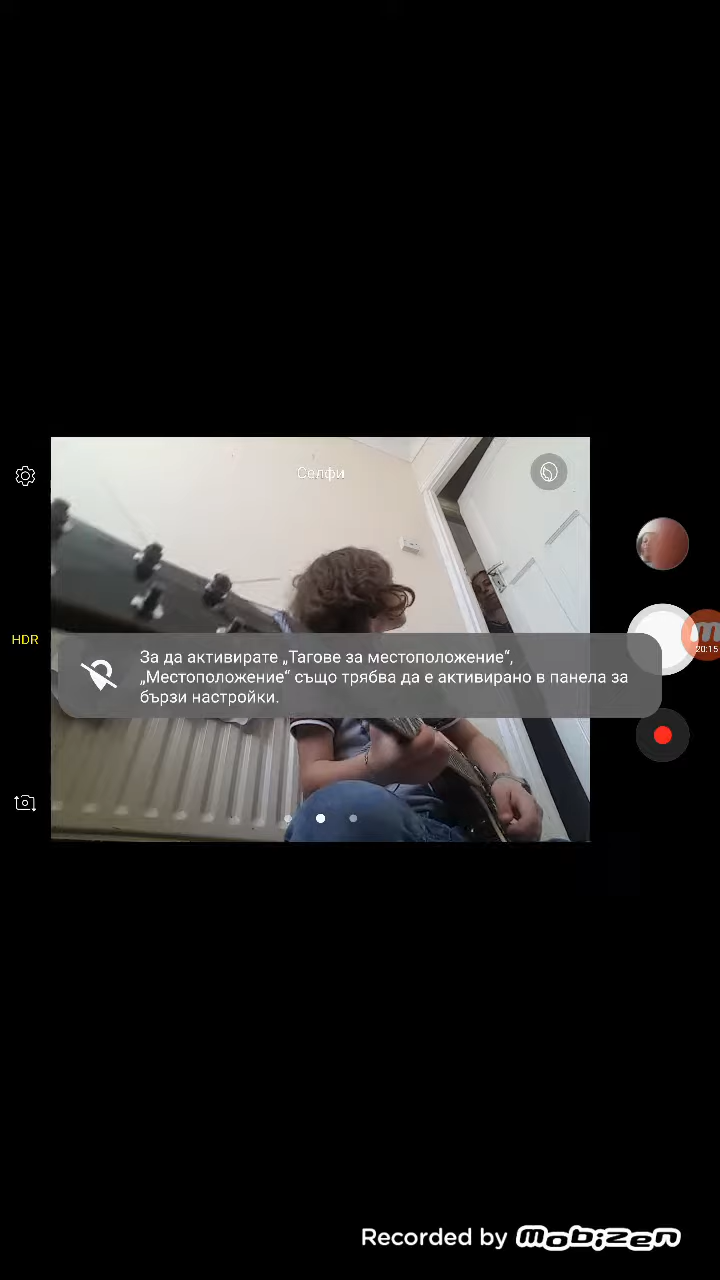 Селфи
HDR
За да активирате „Тагове за местоположение“,
„Местоположение“ също трябва да е активирано в панела за
бързи настройки.
20:15
Recorded by Mobizen